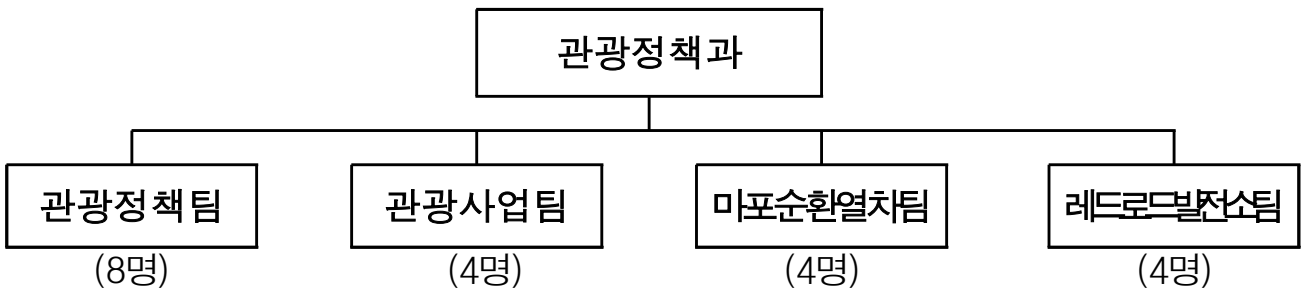 관광정책과
관광정책팀 관광사업팀 마포순환열차팀 레드로드발전소팀
(8명) (4명) (4명) (4명)